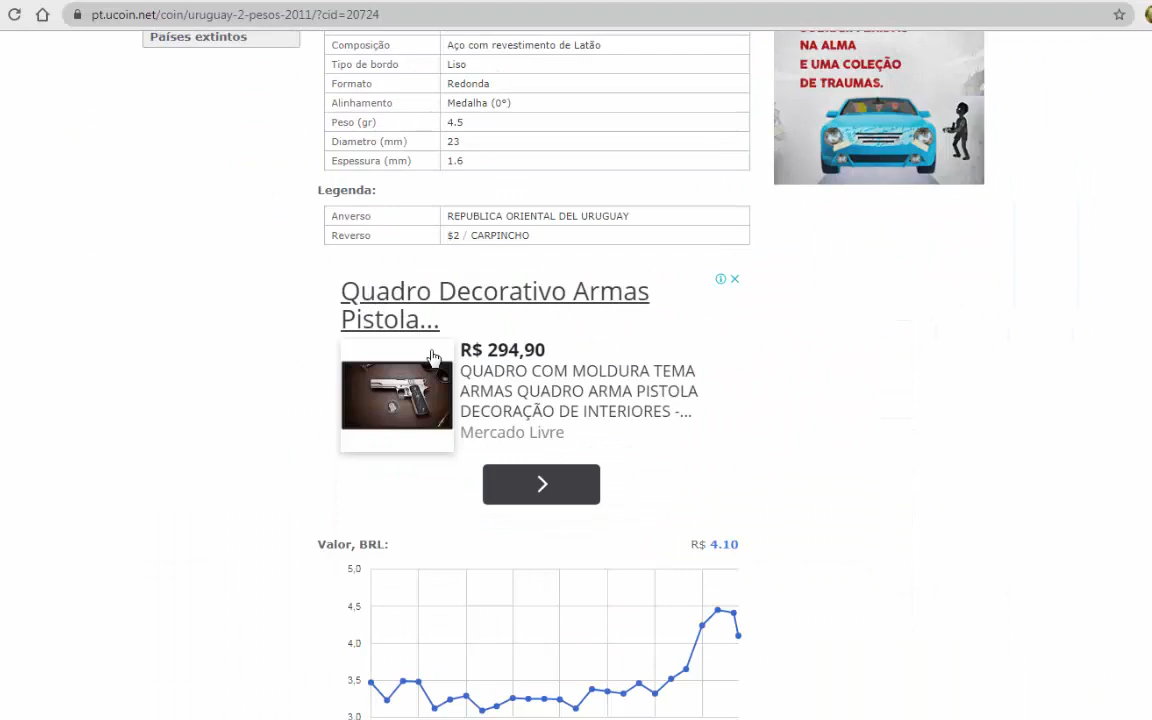 pt.ucoin.net/coin/uruguay-2-pesos-2011/?cid=20724
Países extintos
Composição Aço com revestimento de Latão
Tipo de bordo Liso
Formato Redonda
Alinhamento Medalha (0°)
Peso (gr) 4.5
Diametro (mm) 23
Espessura (mm) 1.6
NA ALMA
E UMA COLEÇÃO
DE TRAUMAS.
Legenda:
Anverso REPUBLICA ORIENTAL DEL URUGUAY
Reverso $2 / CARPINCHO
Quadro Decorativo Armas
Pistola...
R$ 294,90
QUADRO COM MOLDURA TEMA
ARMAS QUADRO ARMA PISTOLA
DECORAÇÃO DE INTERIORES -...
Mercado Livre
Valor, BRL: R$ 4.10
5,0
4,5
4,0
3,5
3,0